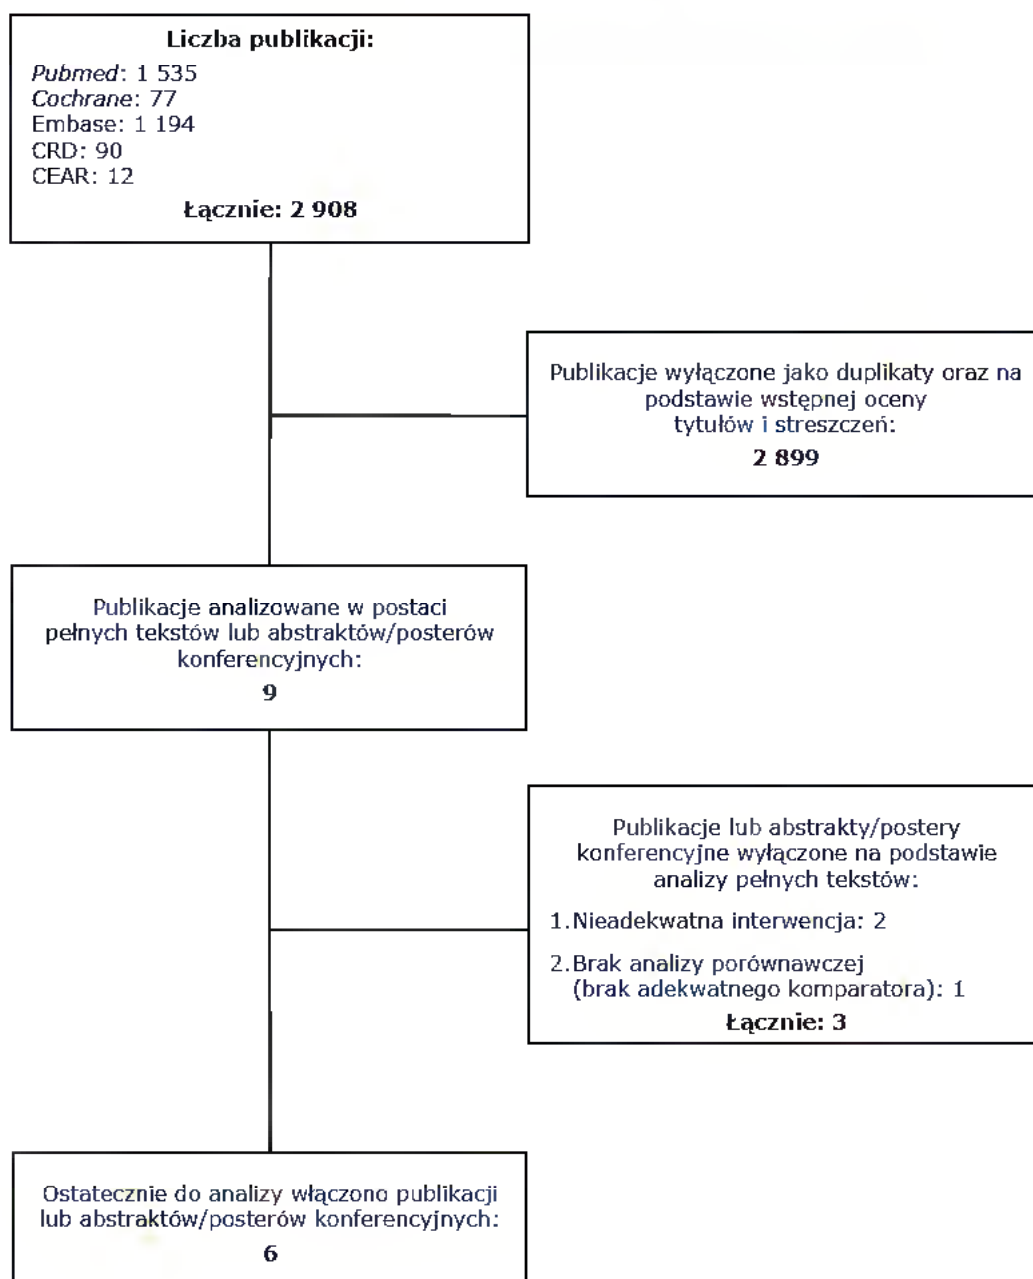 Liczba publikacji:
Pubmed: 1 535
Cochrane: 77
Embase: 1 194
CRD: 90
CEAR: 12
Łącznie: 2 908
Publikacje wyłączone jako duplikaty oraz na
podstawie wstępnej oceny
tytułów i streszczeń:
2 899
Publikacje analizowane w postaci
pełnych tekstów lub abstraktów/posterów
konferencyjnych:
9
Publikacje lub abstrakty/postery
konferencyjne wyłączone na podstawie
analizy pełnych tekstów:
1.Nieadekwatna interwencja: 2
2.Brak analizy porównawczej
(brak adekwatnego komparatora): 1
Łącznie: 3
Ostatecznie do analizy włączono publikacji
lub abstraktów/posterów konferencyjnych:
6